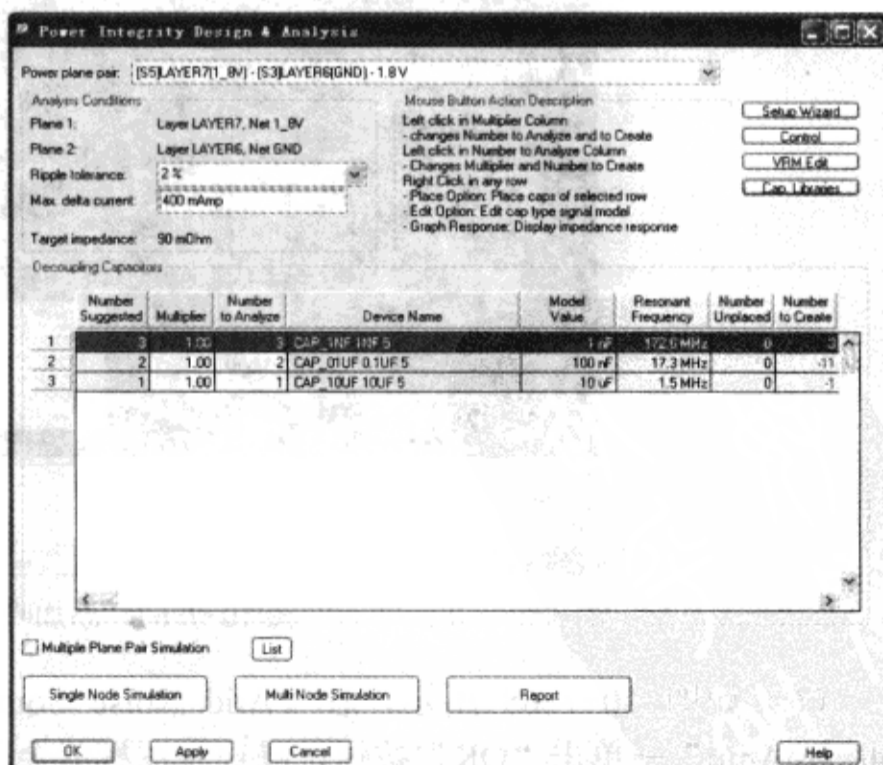 Power Integrity Design & Analysis
Power plane pair: [S5]LAYER7(1_8V) - [S3]LAYER6(GND) - 1.8 V
Analysis Conditions
Plane 1: Layer LAYER7, Net 1_8V
Plane 2: Layer LAYER6, Net GND
Ripple tolerance: 2 %
Max. delta current: 400 mAmp
Target impedance: 90 mOhm
Mouse Button Action Description
Left click in Multiplier Column
- changes Number to Analyze and to Create
Left click in Number to Analyze Column
- Changes Multiplier and Number to Create
Right Click in any row
- Place Option: Place caps of selected row
- Edit Option: Edit cap type signal model
- Graph Response: Display impedance response
Setup Wizard
Control
VRM Edit
Cap. Libraries
Decoupling Capacitors
Number Suggested Multiplier Number to Analyze Device Name Model Value Resonant Frequency Number Unplaced Number to Create
1 3 1.00 3 CAP_1NF 1NF 5 1 nF 172.6 MHz 0
2 2 1.00 2 CAP_01UF 0.1UF 5 100 nF 17.3 MHz 0 -11
3 1 1.00 1 CAP_10UF 10UF 5 10 uF 1.5 MHz 0 -1
Multiple Plane Pair Simulation List
Single Node Simulation Multi Node Simulation Report
OK Apply Cancel Help